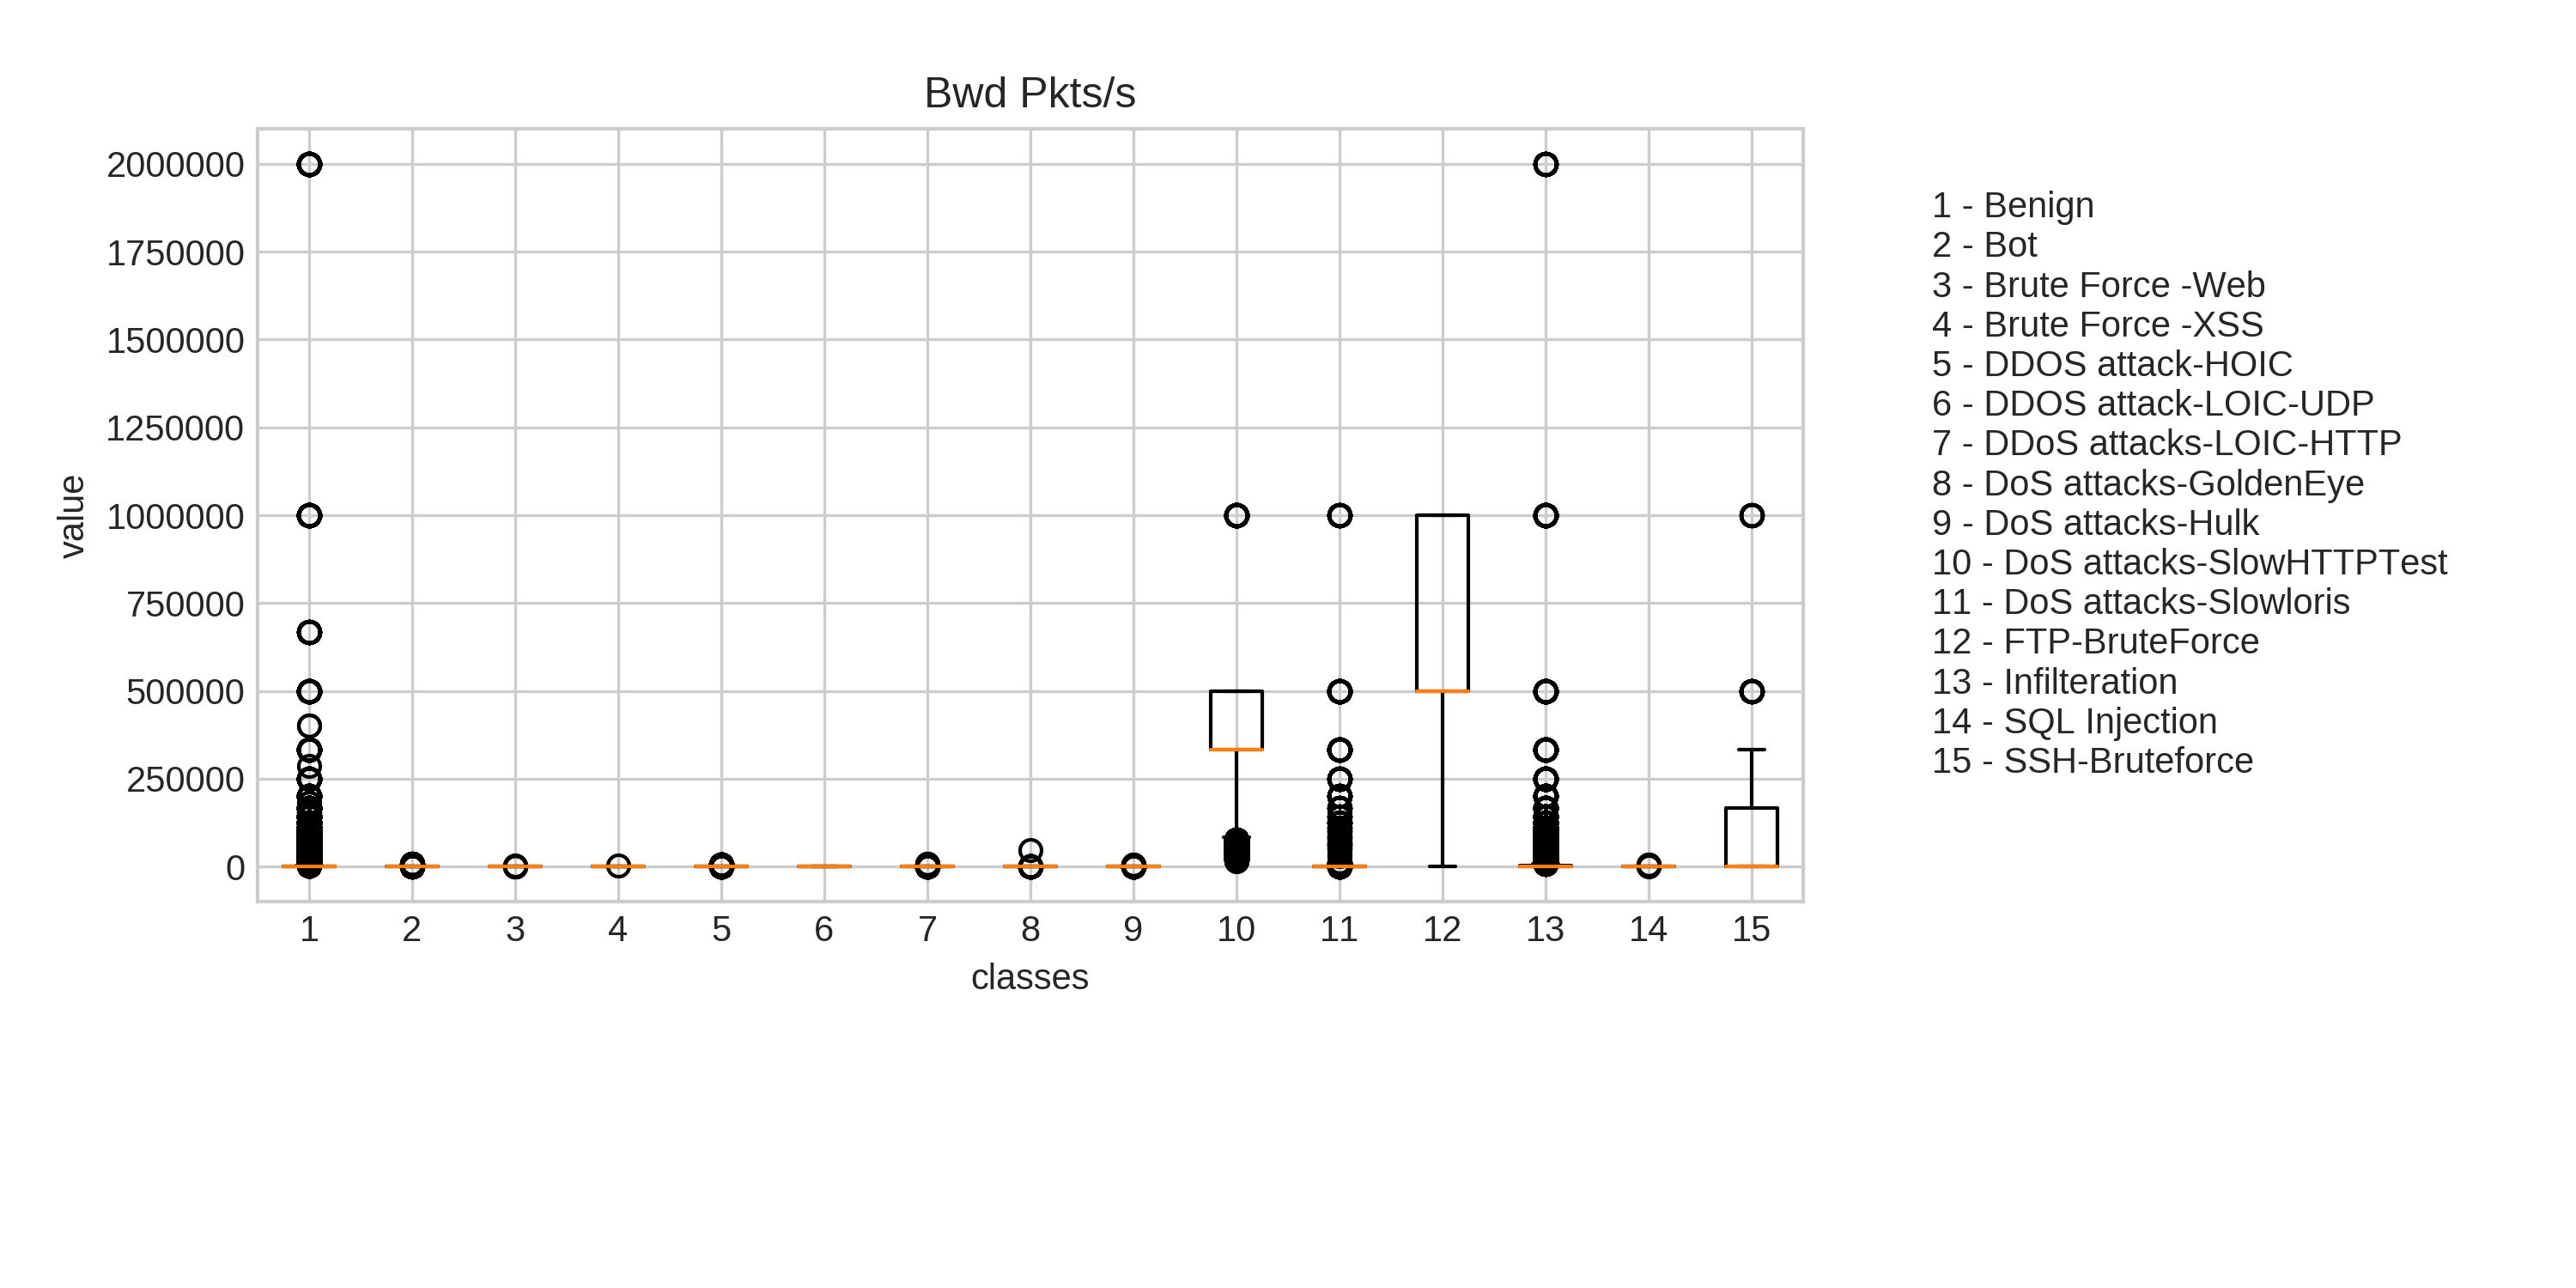 Bwd Pkts/s
2000000
1750000
1500000
1250000
1000000
750000
500000
250000
0
value
1 2 3 4 5 6 7 8 9 10 11 12 13 14 15
classes
1 - Benign
2 - Bot
3 - Brute Force -Web
4 - Brute Force -XSS
5 - DDOS attack-HOIC
6 - DDOS attack-LOIC-UDP
7 - DDoS attacks-LOIC-HTTP
8 - DoS attacks-GoldenEye
9 - DoS attacks-Hulk
10 - DoS attacks-SlowHTTPTest
11 - DoS attacks-Slowloris
12 - FTP-BruteForce
13 - Infilteration
14 - SQL Injection
15 - SSH-Bruteforce